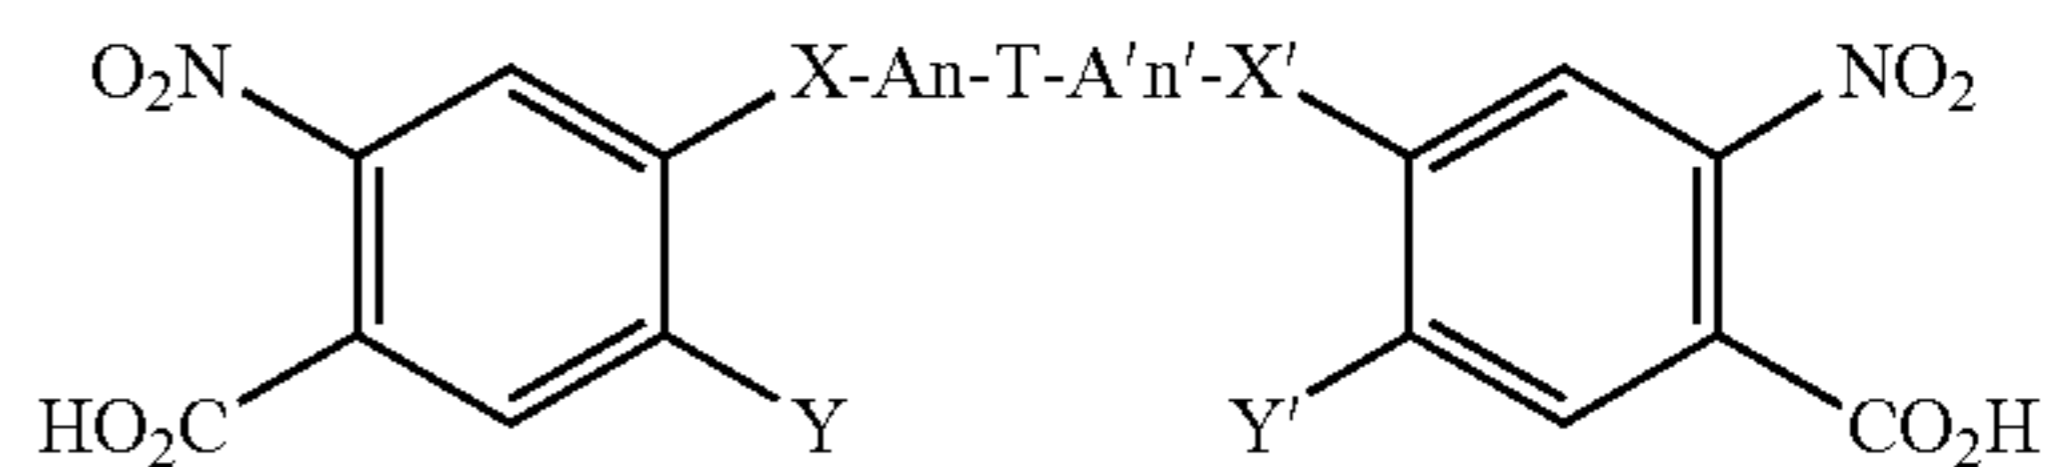 O₂N X-An-T-A'n'-X' NO₂
HO₂C Y Y' CO₂H